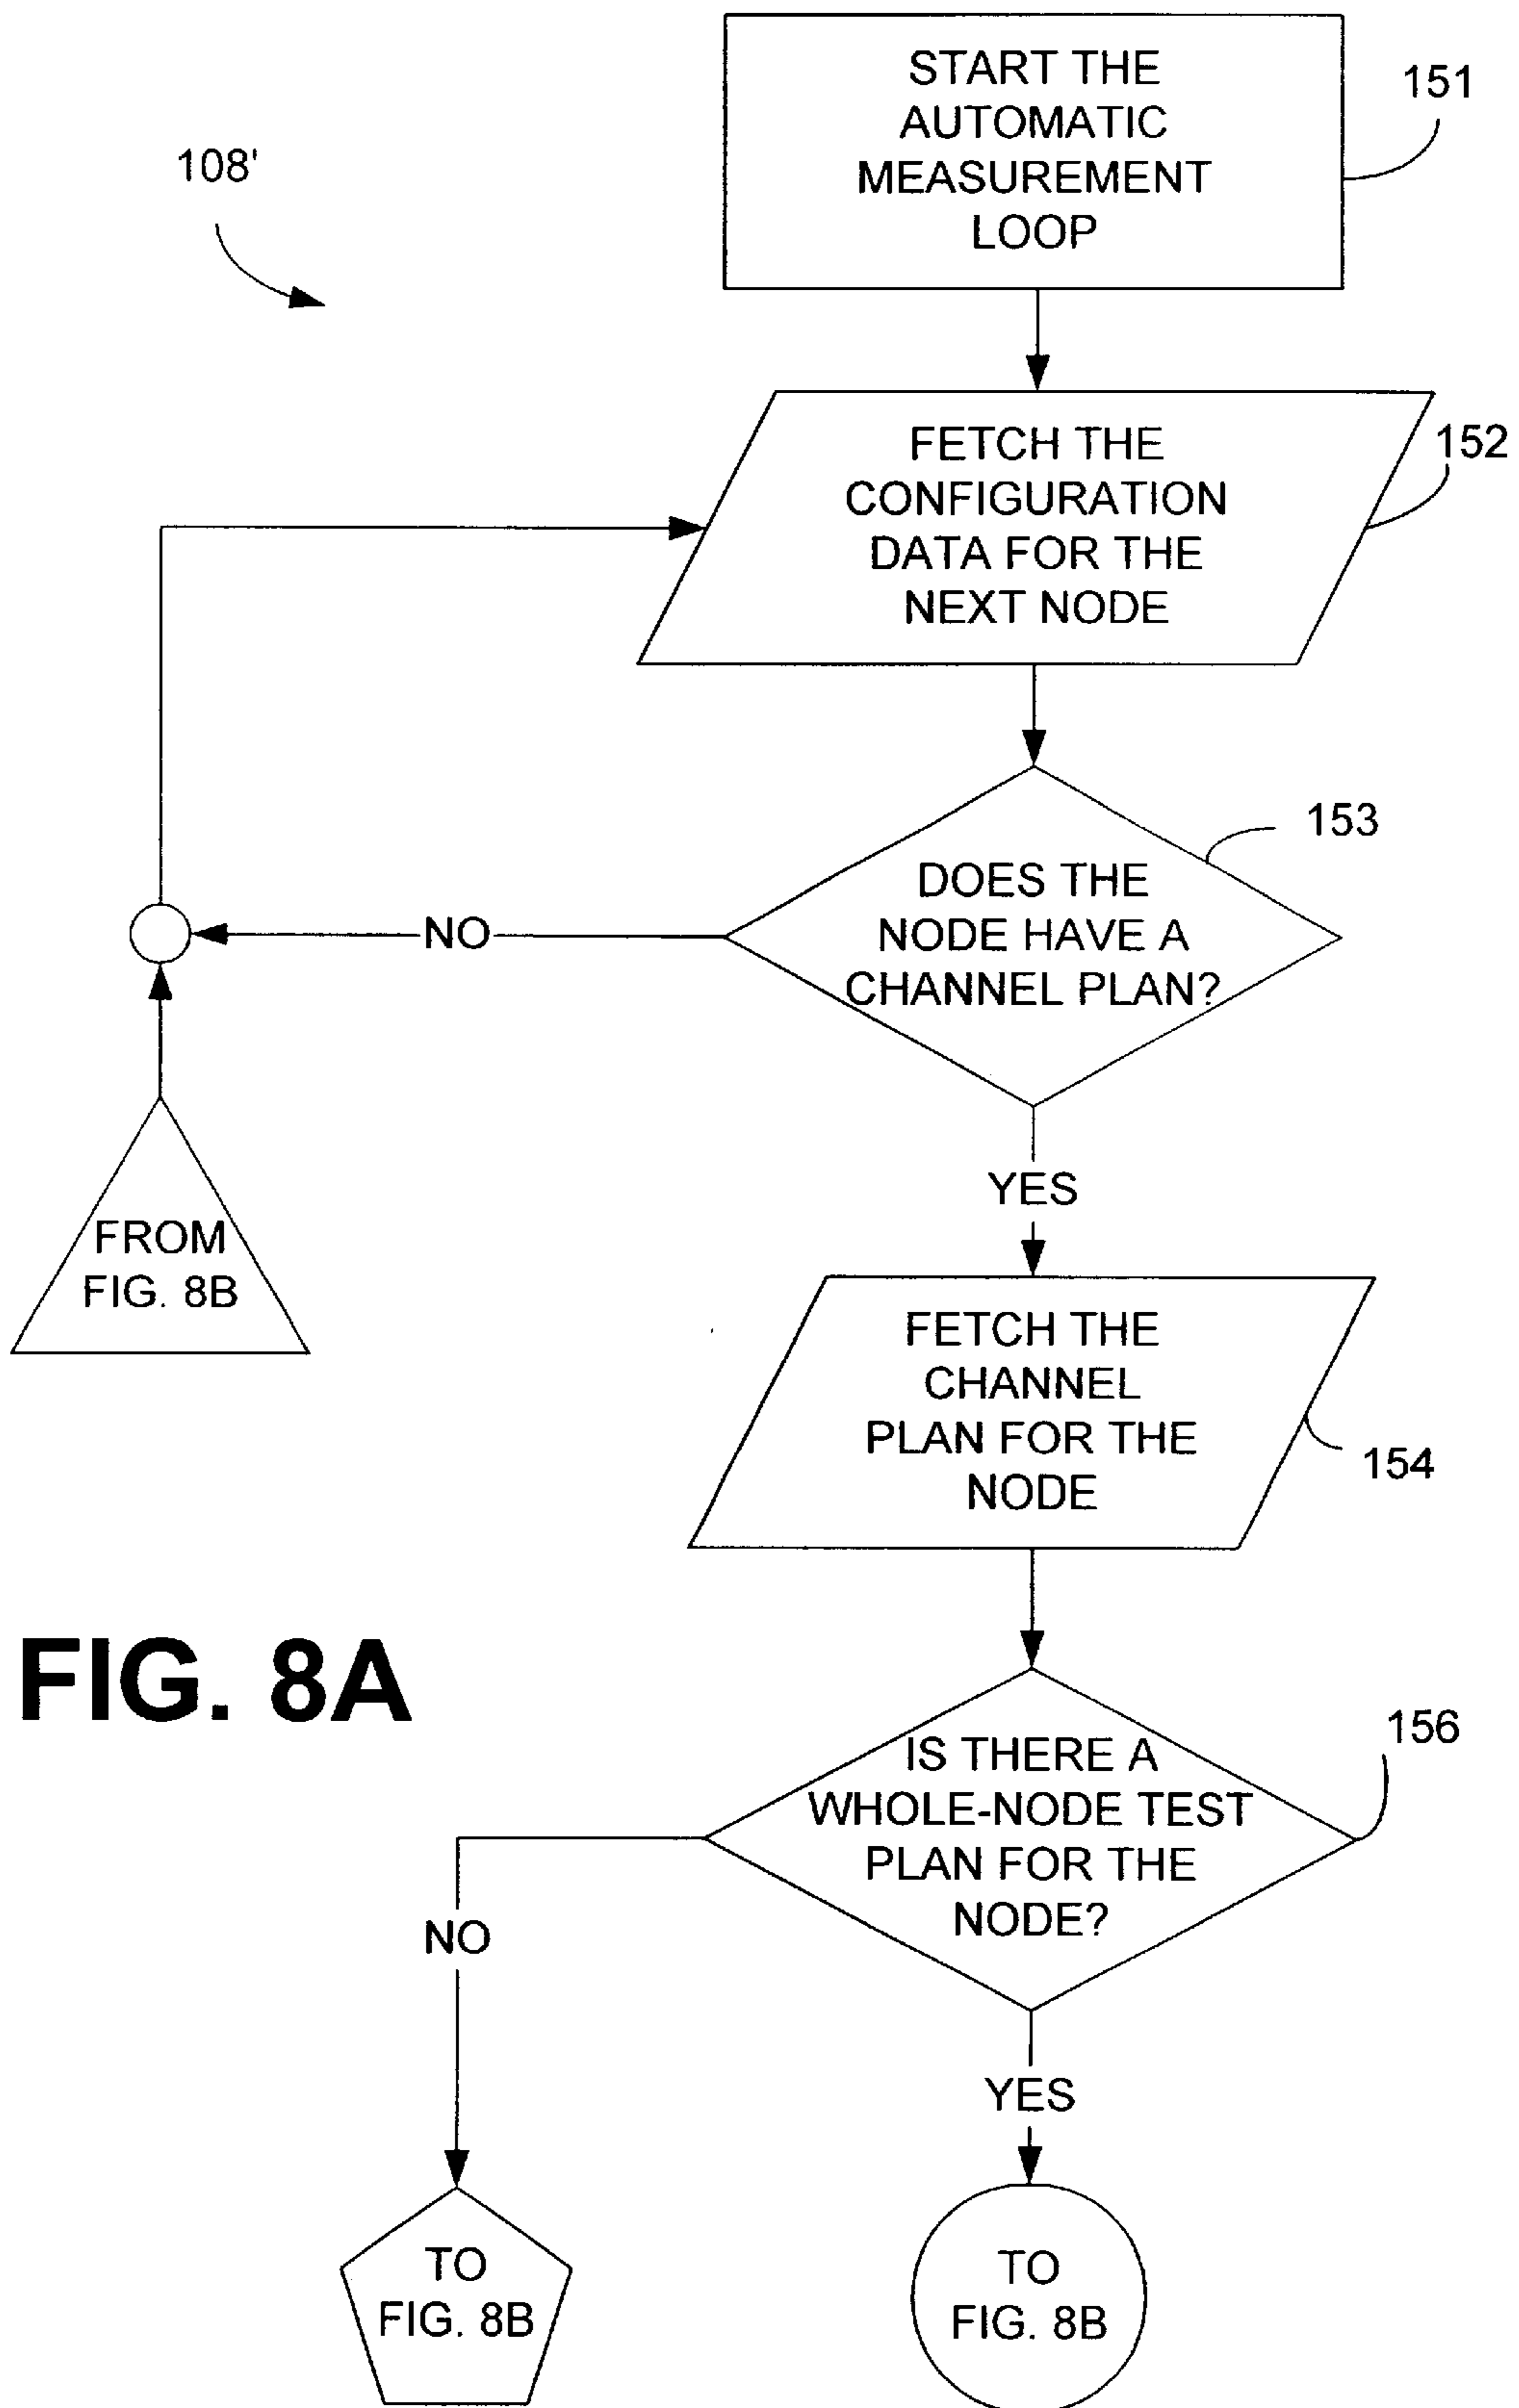 START THE
AUTOMATIC
MEASUREMENT
LOOP
151
108'
FETCH THE
CONFIGURATION
DATA FOR THE
NEXT NODE
152
153
DOES THE
NODE HAVE A
CHANNEL PLAN?
NO
YES
FROM
FIG. 8B
FETCH THE
CHANNEL
PLAN FOR THE
NODE
154
FIG. 8A
156
IS THERE A
WHOLE-NODE TEST
PLAN FOR THE
NODE?
NO
YES
TO
FIG. 8B
TO
FIG. 8B